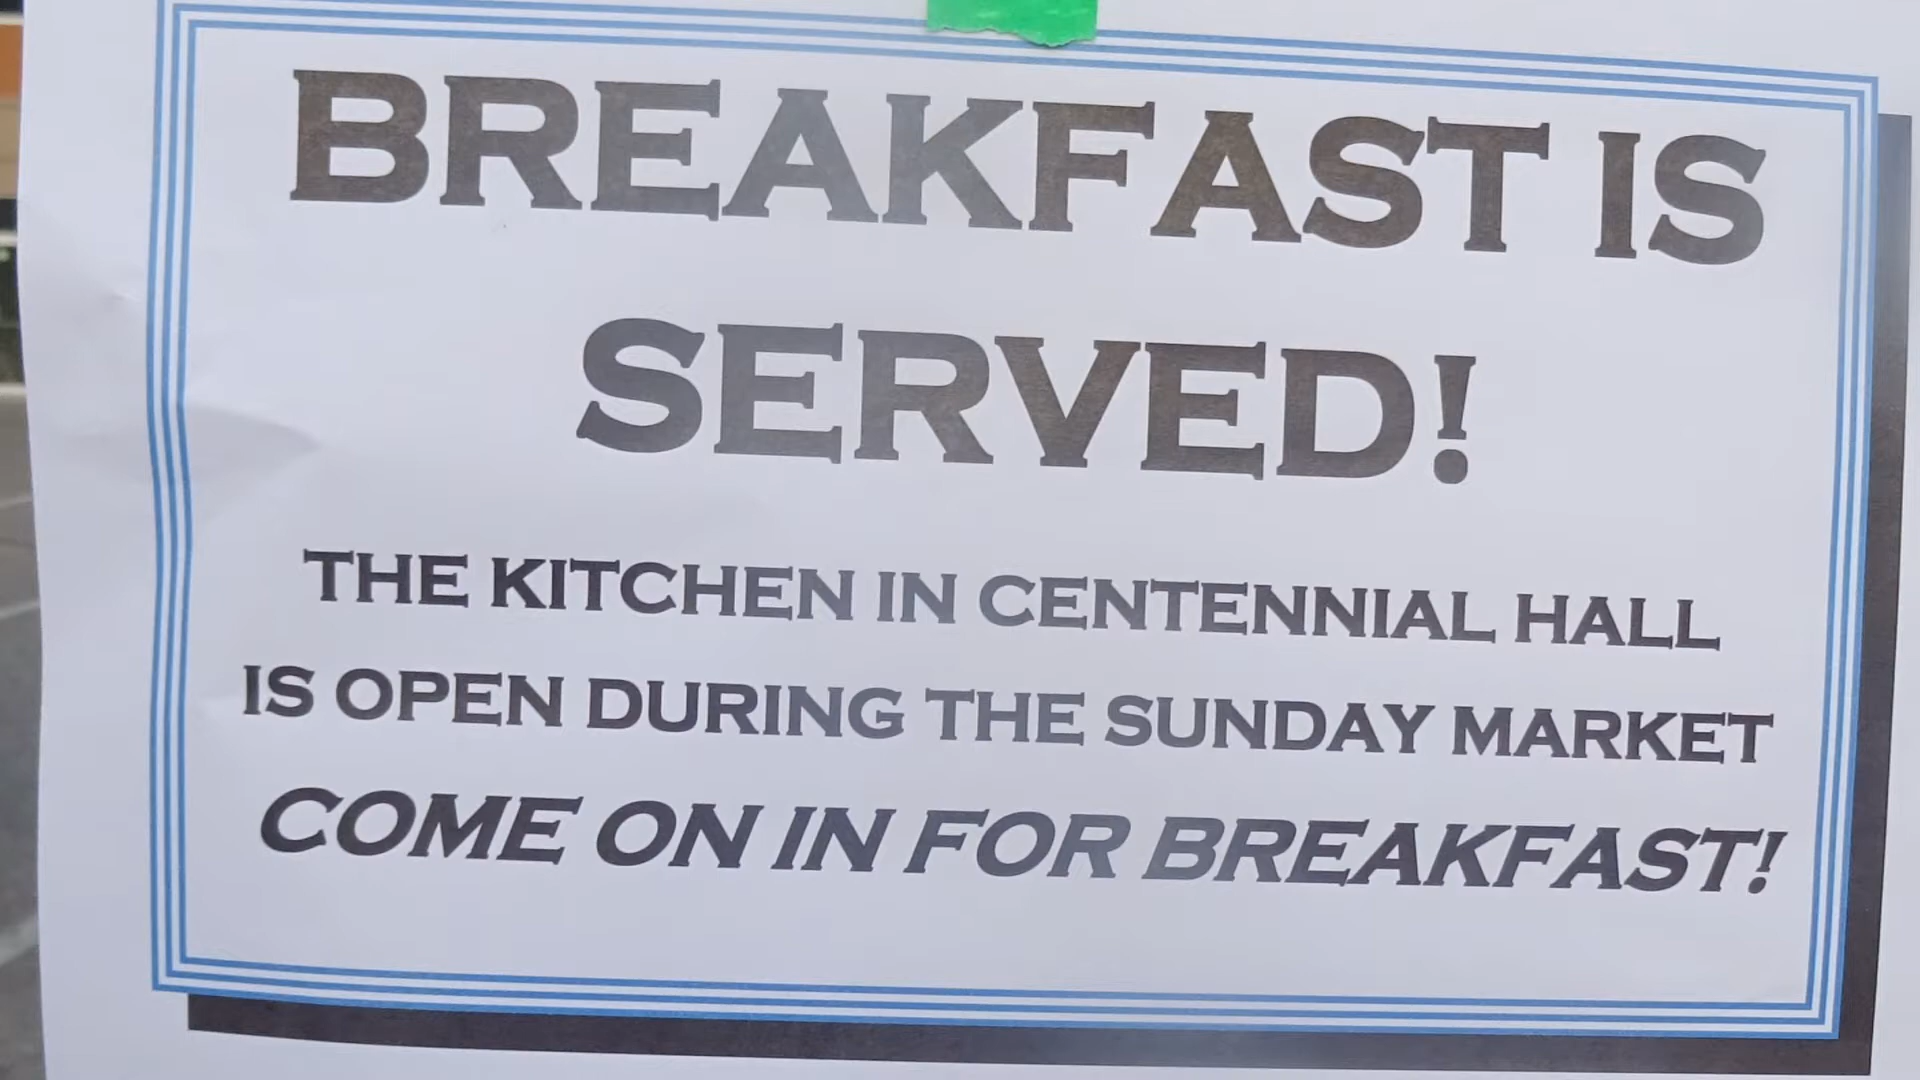 BREAKFAST IS
SERVED!
THE KITCHEN IN CENTENNIAL HALL
IS OPEN DURING THE SUNDAY MARKET
COME ON IN FOR BREAKFAST!